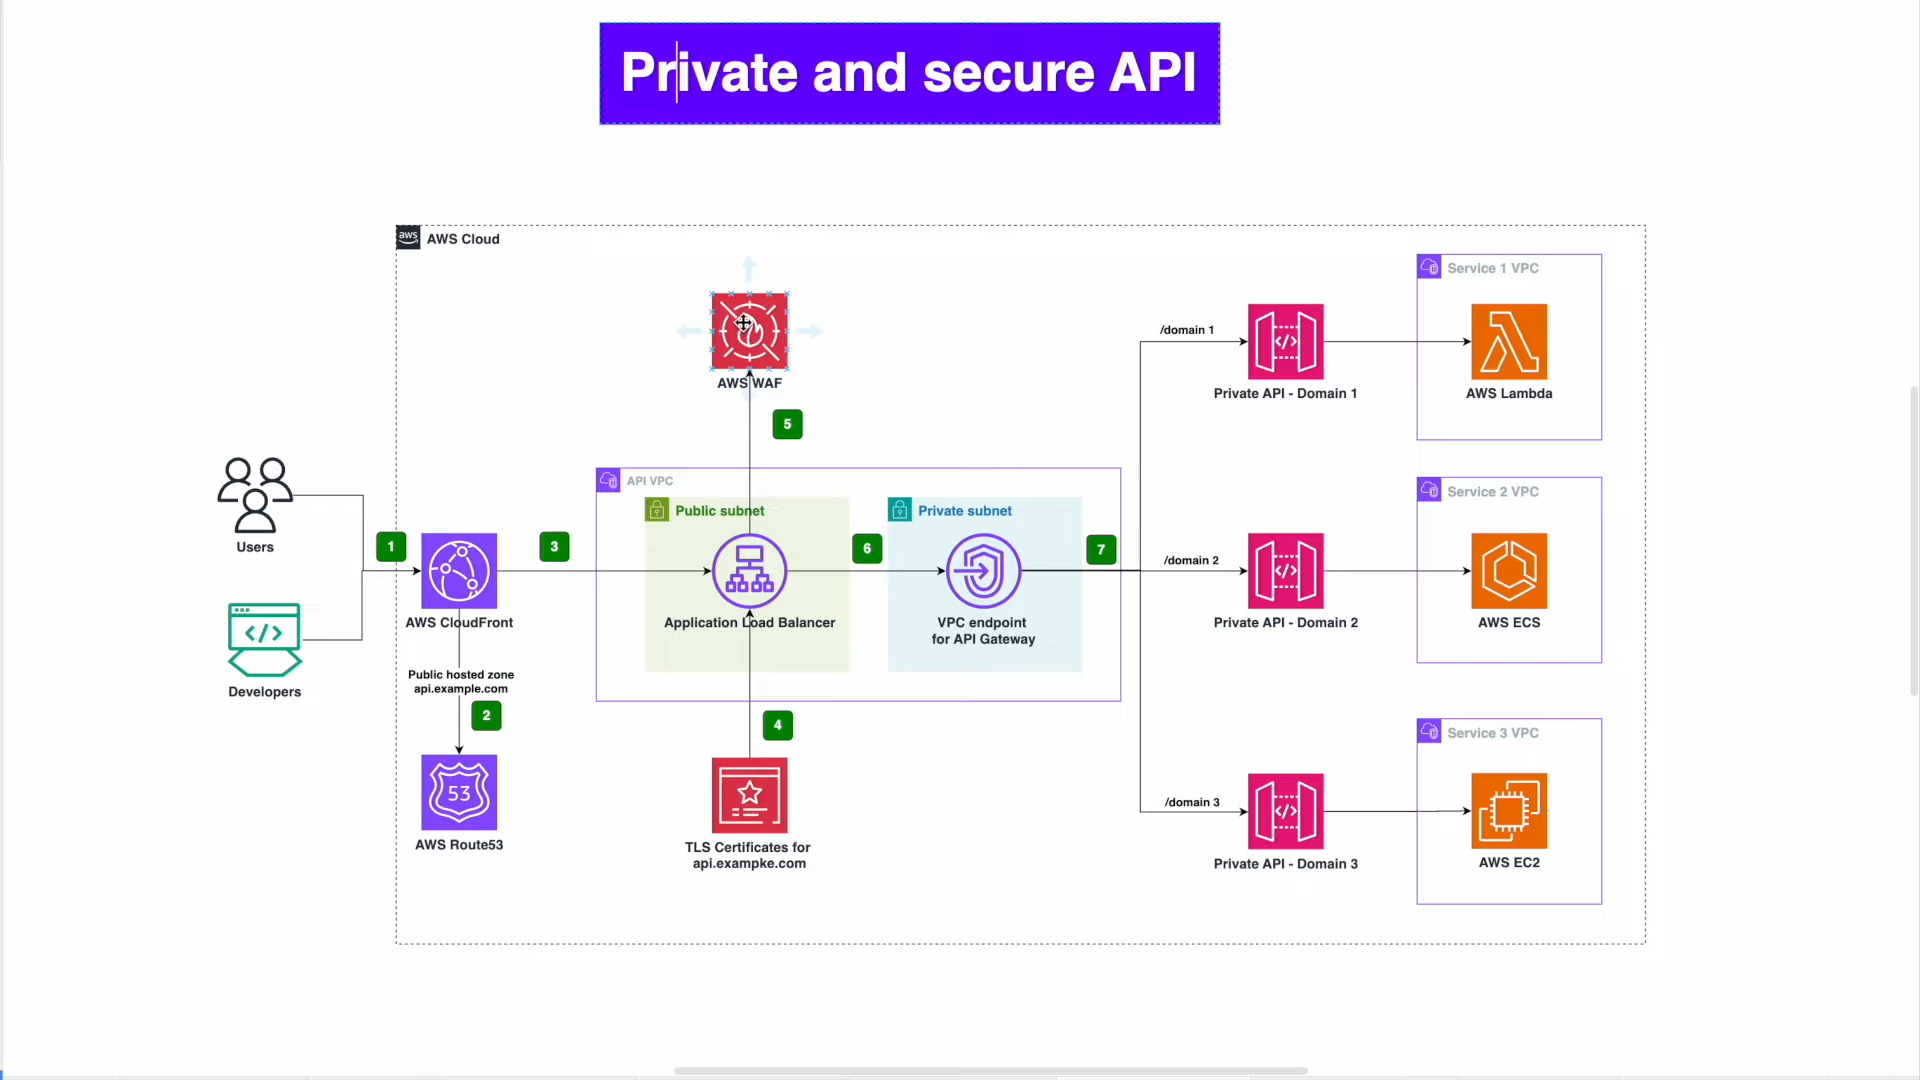 Private and secure API
aws
AWS Cloud
Service 1 VPC
/domain 1
AWS WAF
Private API - Domain 1
AWS Lambda
5
API VPC
Service 2 VPC
Public subnet
Private subnet
Users
1
3
6
7
/domain 2
AWS CloudFront
Application Load Balancer
VPC endpoint
for API Gateway
Private API - Domain 2
AWS ECS
Developers
Public hosted zone
api.example.com
2
4
Service 3 VPC
53
/domain 3
AWS Route53
TLS Certificates for
api.exampke.com
Private API - Domain 3
AWS EC2